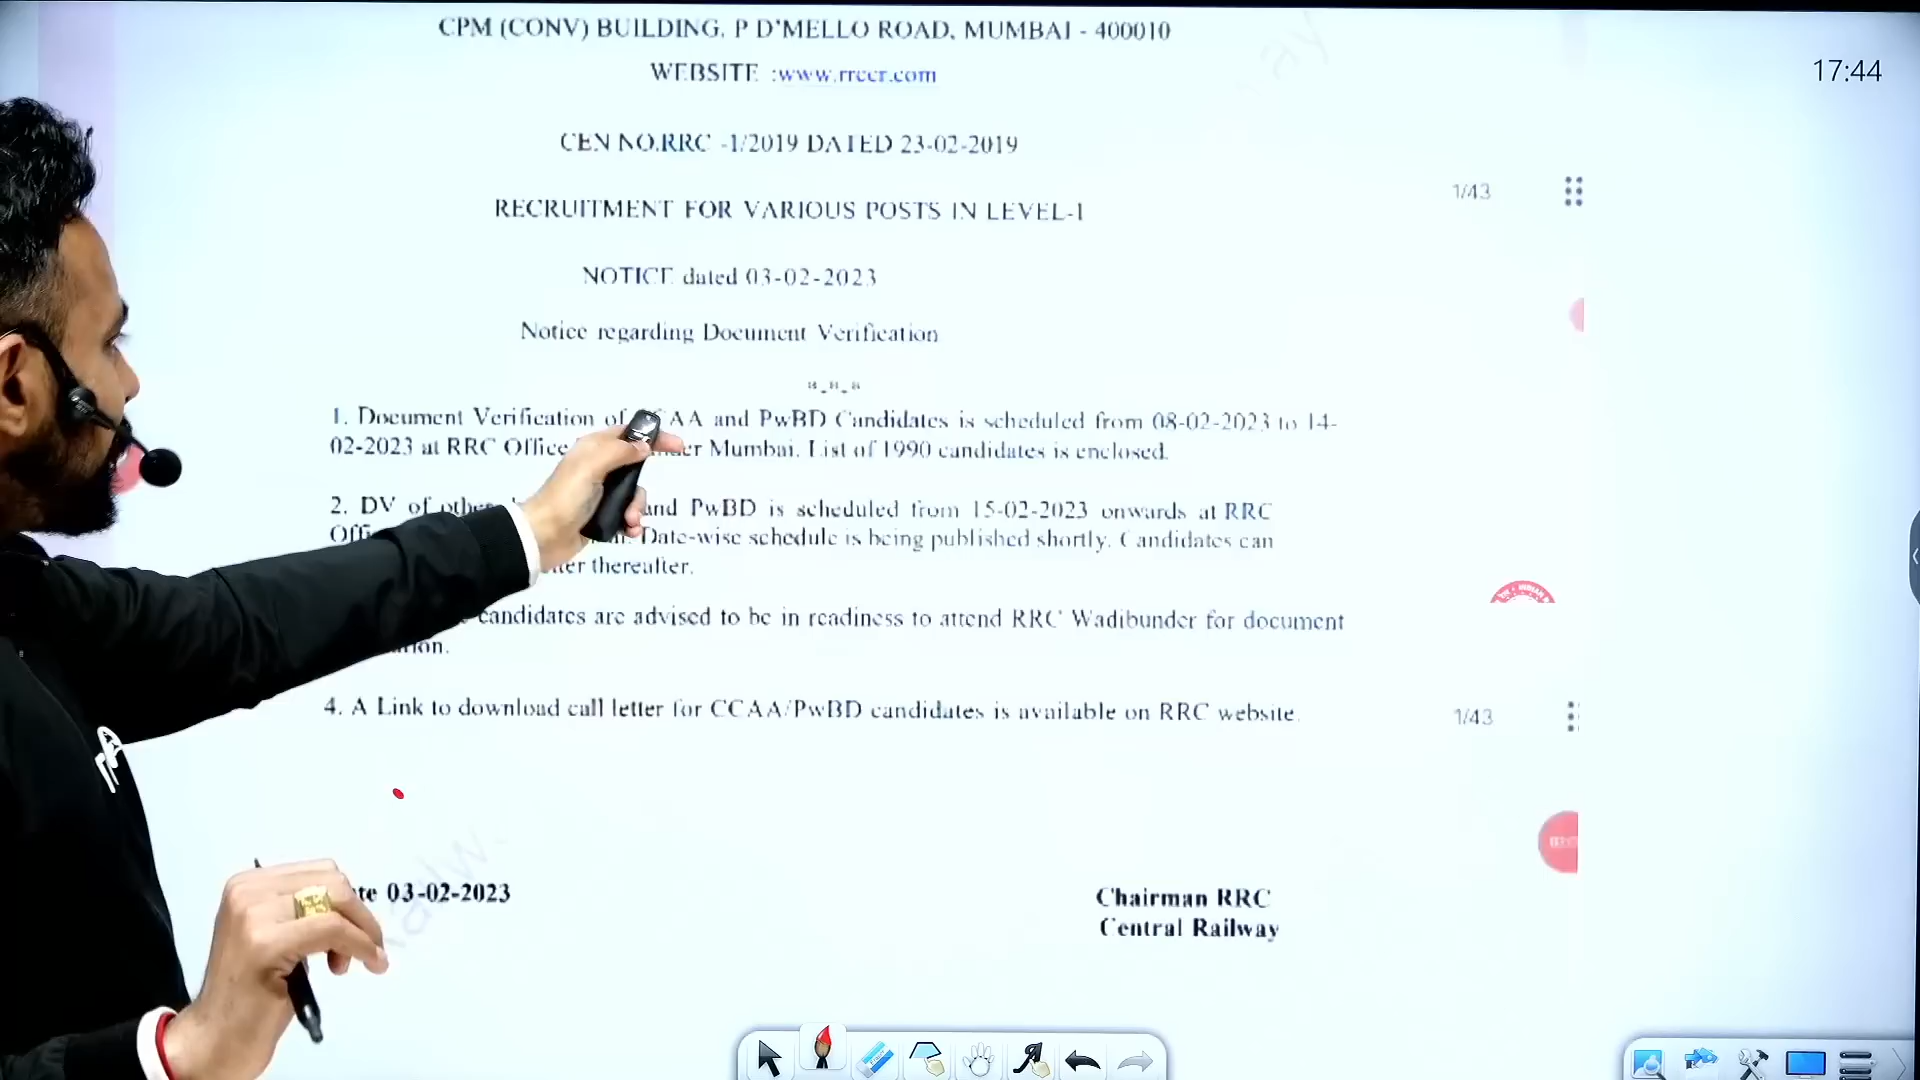 CPM (CONV) BUILDING, P D'MELLO ROAD, MUMBAI - 400010
WEBSITE :www.rrccr.com
17:44
CEN NO.RRC -1/2019 DATED 23-02-2019
1/43
RECRUITMENT FOR VARIOUS POSTS IN LEVEL-1
NOTICE dated 03-02-2023
Notice regarding Document Verification
1. Document Verification of CAA and PwBD Candidates is scheduled from 08-02-2023 to 14-
02-2023 at RRC Office Mumbai. List of 1990 candidates is enclosed.
2. DV of and PwBD is scheduled from 15-02-2023 onwards at RRC
Date-wise schedule is being published shortly. Candidates can
thereafter.
candidates are advised to be in readiness to attend RRC Wadibunder for document
4. A Link to download call letter for CCAA/PwBD candidates is available on RRC website.
1/43
03-02-2023
Chairman RRC
Central Railway